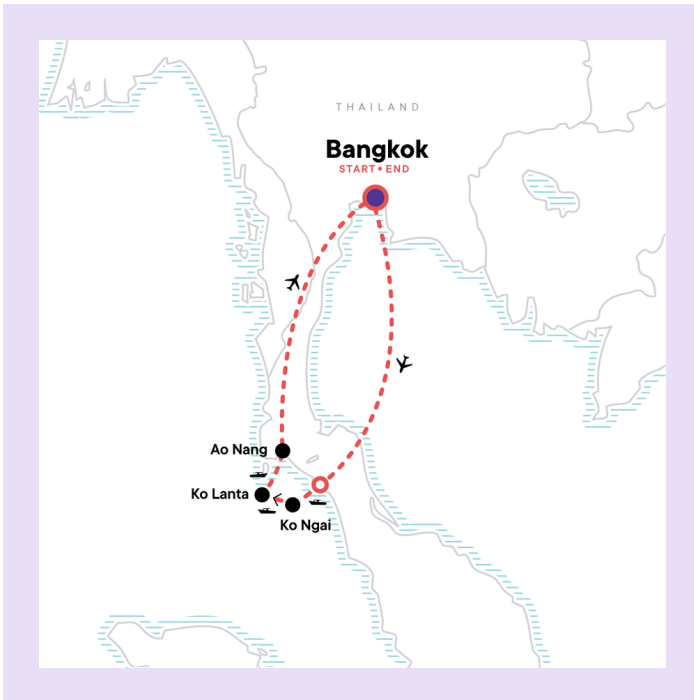 THAILAND
Bangkok
START • END
Ao Nang
Ko Lanta
Ko Ngai